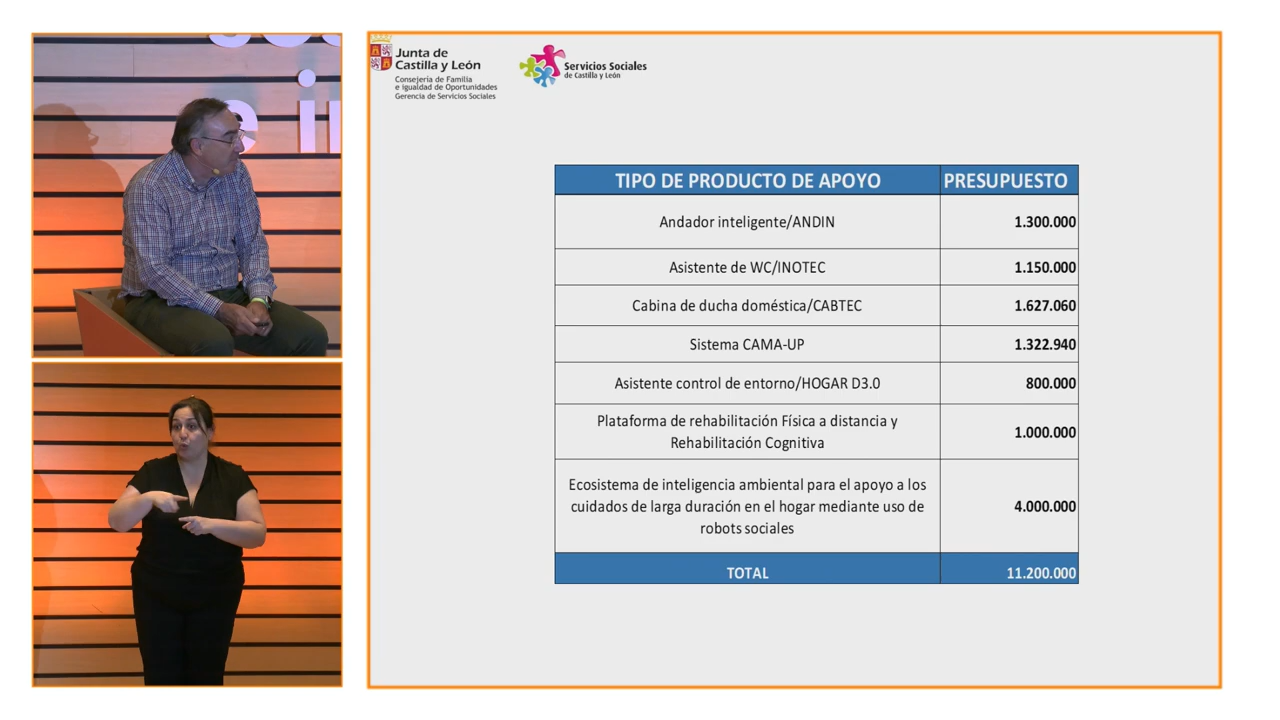 Junta de
Castilla y León
Consejería de Familia
e igualdad de Oportunidades
Gerencia de Servicios Sociales
Servicios Sociales
de Castilla y León
TIPO DE PRODUCTO DE APOYO PRESUPUESTO
Andador inteligente/ANDIN 1.300.000
Asistente de WC/INOTEC 1.150.000
Cabina de ducha doméstica/CABTEC 1.627.060
Sistema CAMA-UP 1.322.940
Asistente control de entorno/HOGAR D3.0 800.000
Plataforma de rehabilitación Física a distancia y
Rehabilitación Cognitiva 1.000.000
Ecosistema de inteligencia ambiental para el apoyo a los
cuidados de larga duración en el hogar mediante uso de 4.000.000
robots sociales
TOTAL 11.200.000